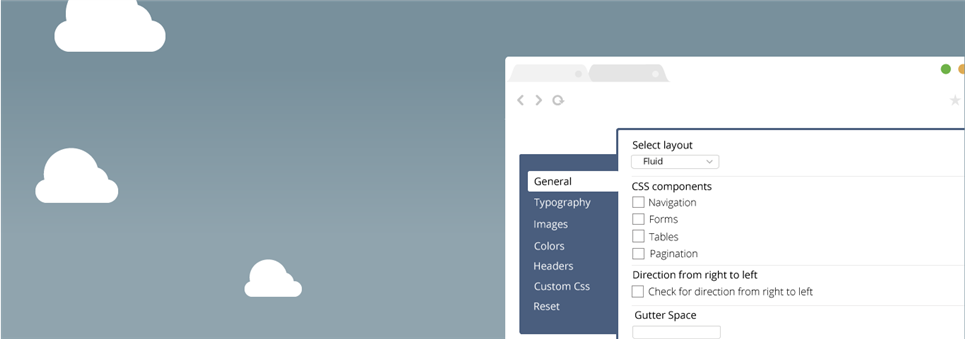 General
Typography
Images
Colors
Headers
Custom Css
Reset
Select layout
Fluid
CSS components
Navigation
Forms
Tables
Pagination
Direction from right to left
Check for direction from right to left
Gutter Space